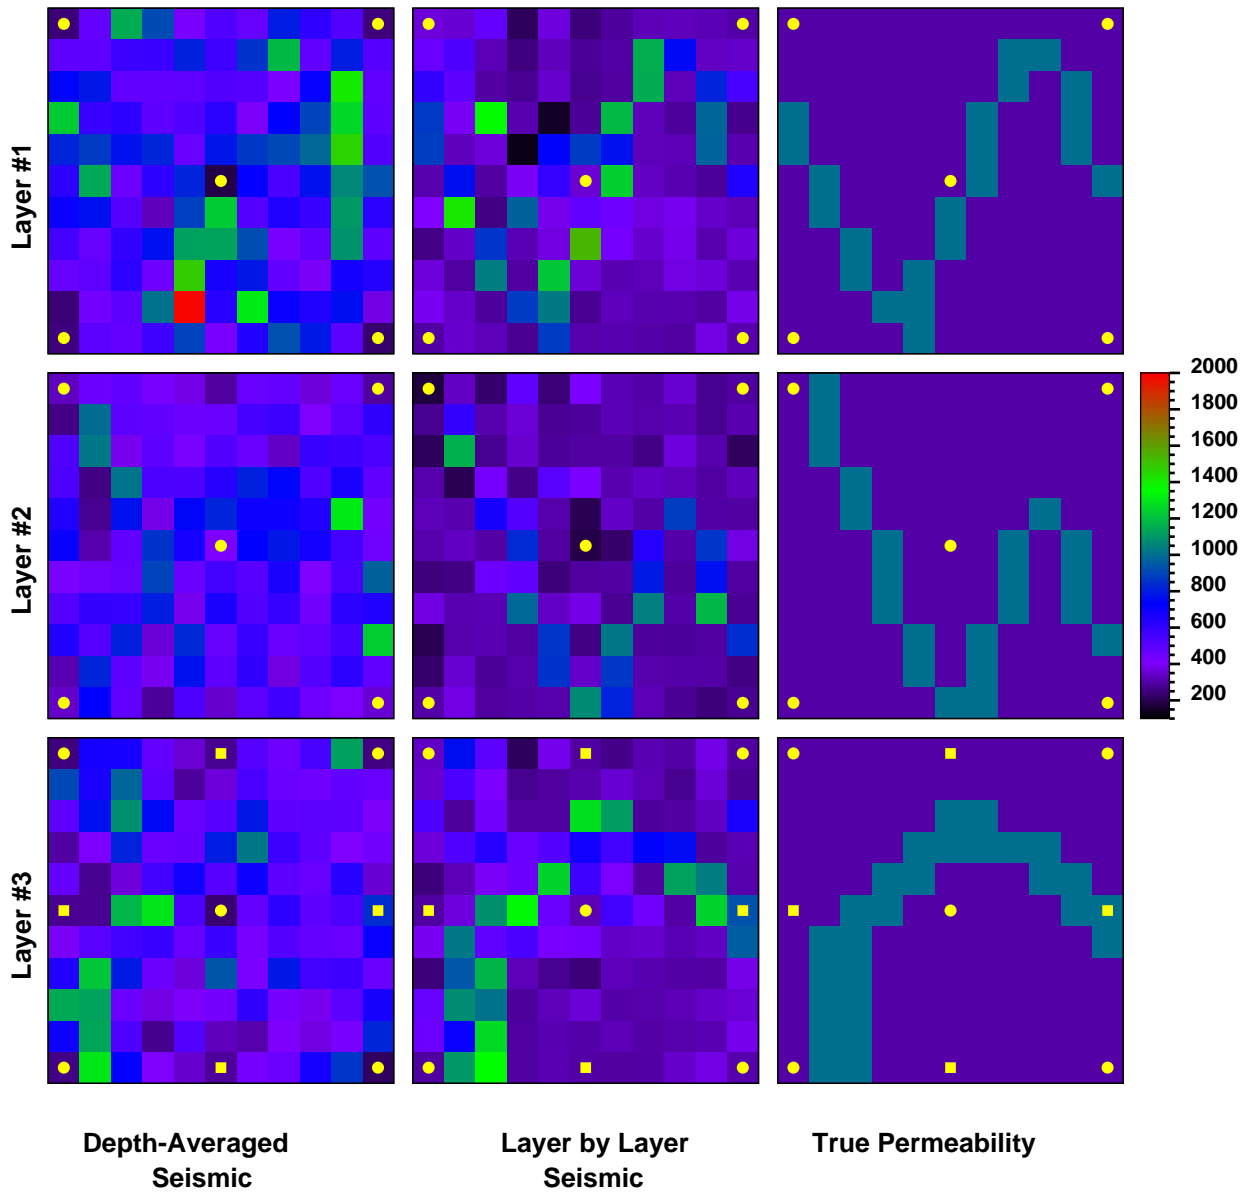 Layer #1
Layer #2
Layer #3
2000
1800
1600
1400
1200
1000
800
600
400
200
Depth-Averaged
Seismic
Layer by Layer
Seismic
True Permeability